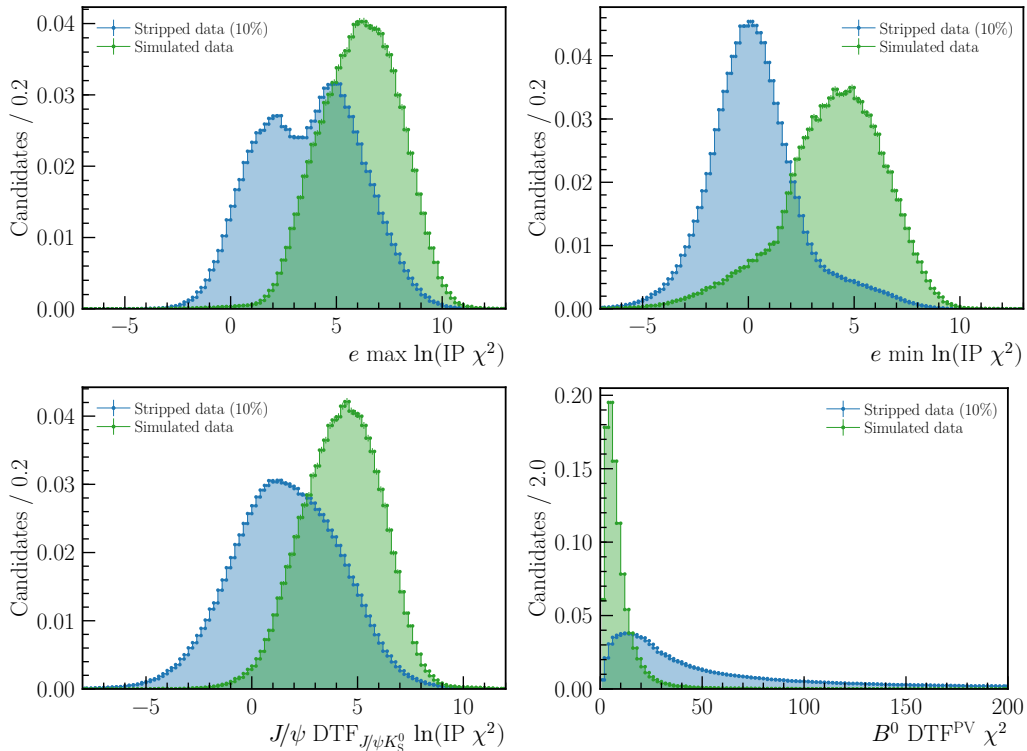 Candidates / 0.2
0.04
0.03
0.02
0.01
0.00
Stripped data (10%)
Simulated data
−5 0 5 10
e max ln(IP χ²)
Candidates / 0.2
0.04
0.03
0.02
0.01
0.00
Stripped data (10%)
Simulated data
−5 0 5 10
e min ln(IP χ²)
Candidates / 0.2
0.04
0.03
0.02
0.01
0.00
Stripped data (10%)
Simulated data
−5 0 5 10
J/ψ DTF_{J/ψK_S^0} ln(IP χ²)
Candidates / 2.0
0.20
0.15
0.10
0.05
0.00
Stripped data (10%)
Simulated data
0 50 100 150 200
B⁰ DTF^{PV} χ²